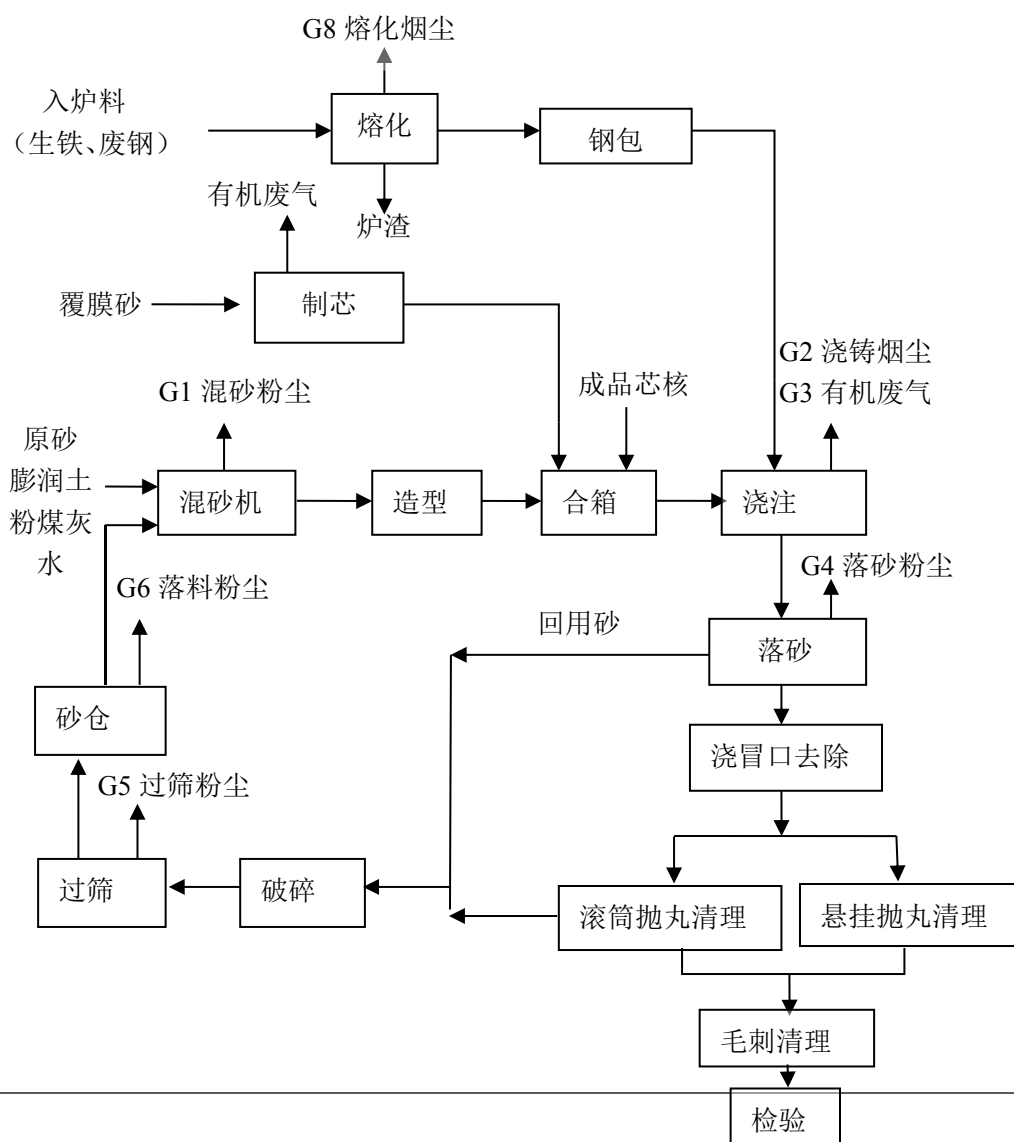 G8 熔化烟尘
入炉料
（生铁、废钢）
熔化
钢包
有机废气
炉渣
覆膜砂
制芯
G2 浇铸烟尘
G3 有机废气
成品芯核
G1 混砂粉尘
原砂
膨润土
粉煤灰
水
混砂机
造型
合箱
浇注
G4 落砂粉尘
G6 落料粉尘
回用砂
落砂
砂仓
浇冒口去除
G5 过筛粉尘
过筛
破碎
滚筒抛丸清理
悬挂抛丸清理
毛刺清理
检验